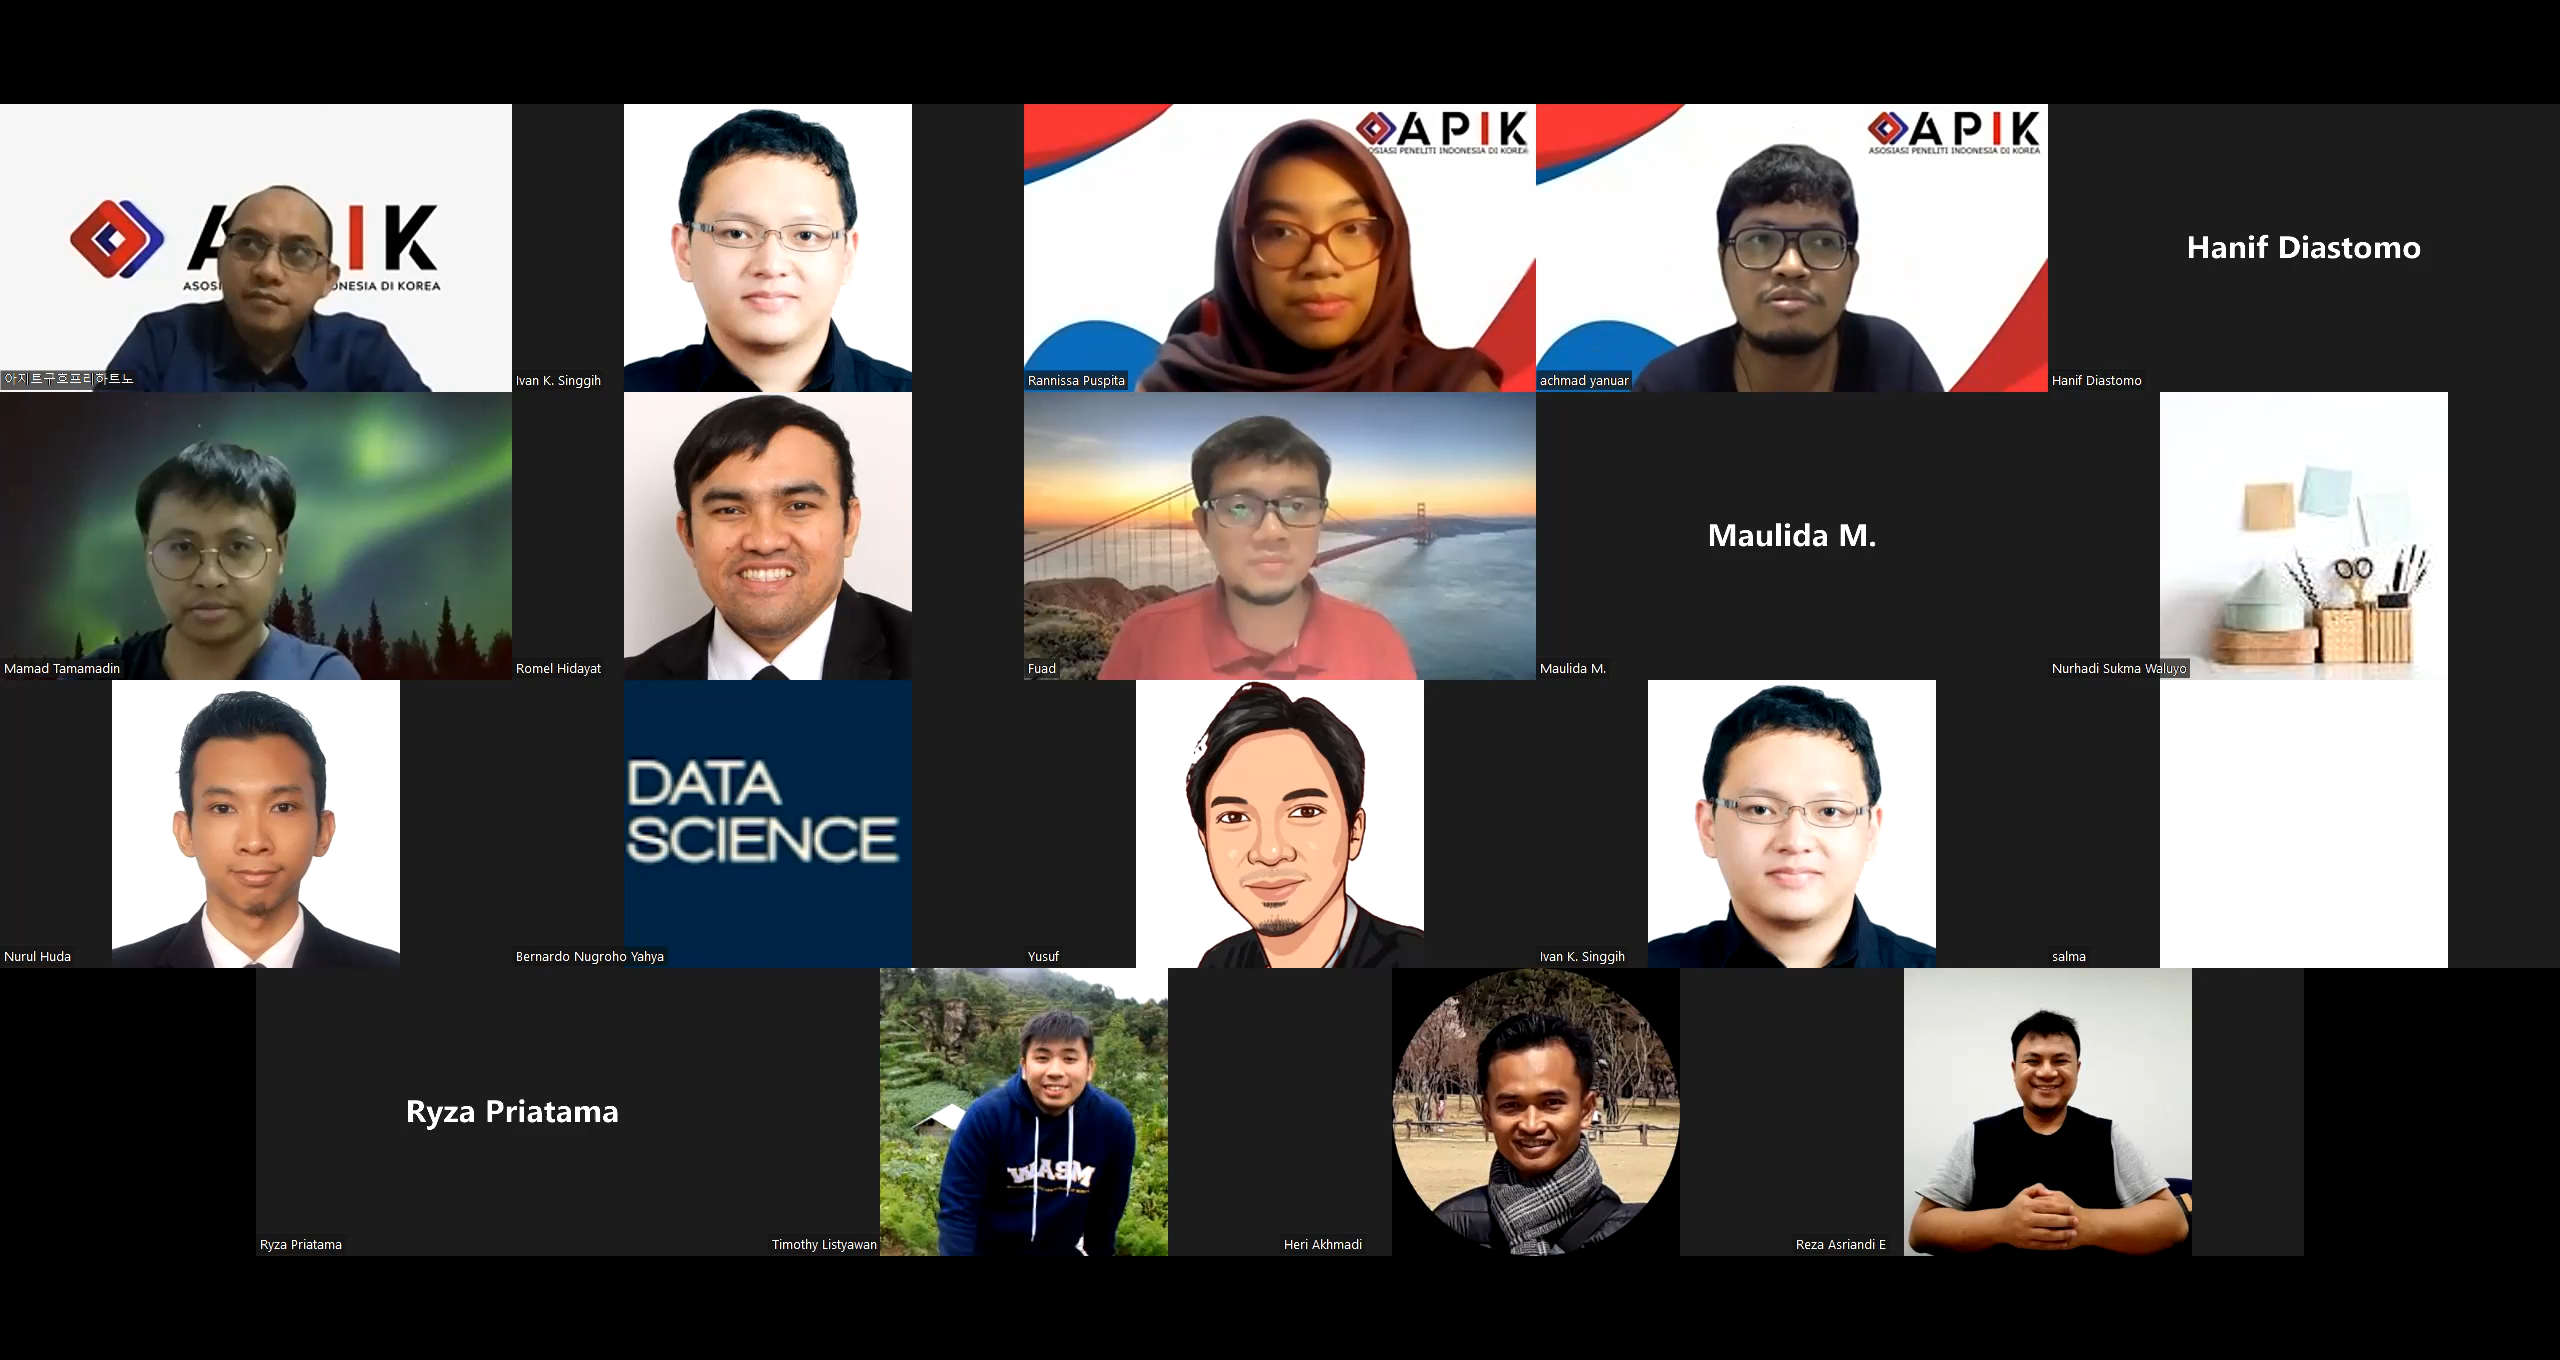 A IK
ASOSI NESIA DI KOREA
아지트구흐프리하트노
Ivan K. Singgih
APIK
OSIASI PENELITI INDONESIA DI KOREA
Rannissa Puspita
APIK
ASOSIASI PENELITI INDONESIA DI KOREA
achmad yanuar
Hanif Diastomo
Hanif Diastomo
Mamad Tamamadin
Romel Hidayat
Fuad
Maulida M.
Maulida M.
Nurhadi Sukma Waluyo
Nurul Huda
DATA
SCIENCE
Bernardo Nugroho Yahya
Yusuf
Ivan K. Singgih
salma
Ryza Priatama
Ryza Priatama
WASM
Timothy Listyawan
Heri Akhmadi
Reza Asriandi E